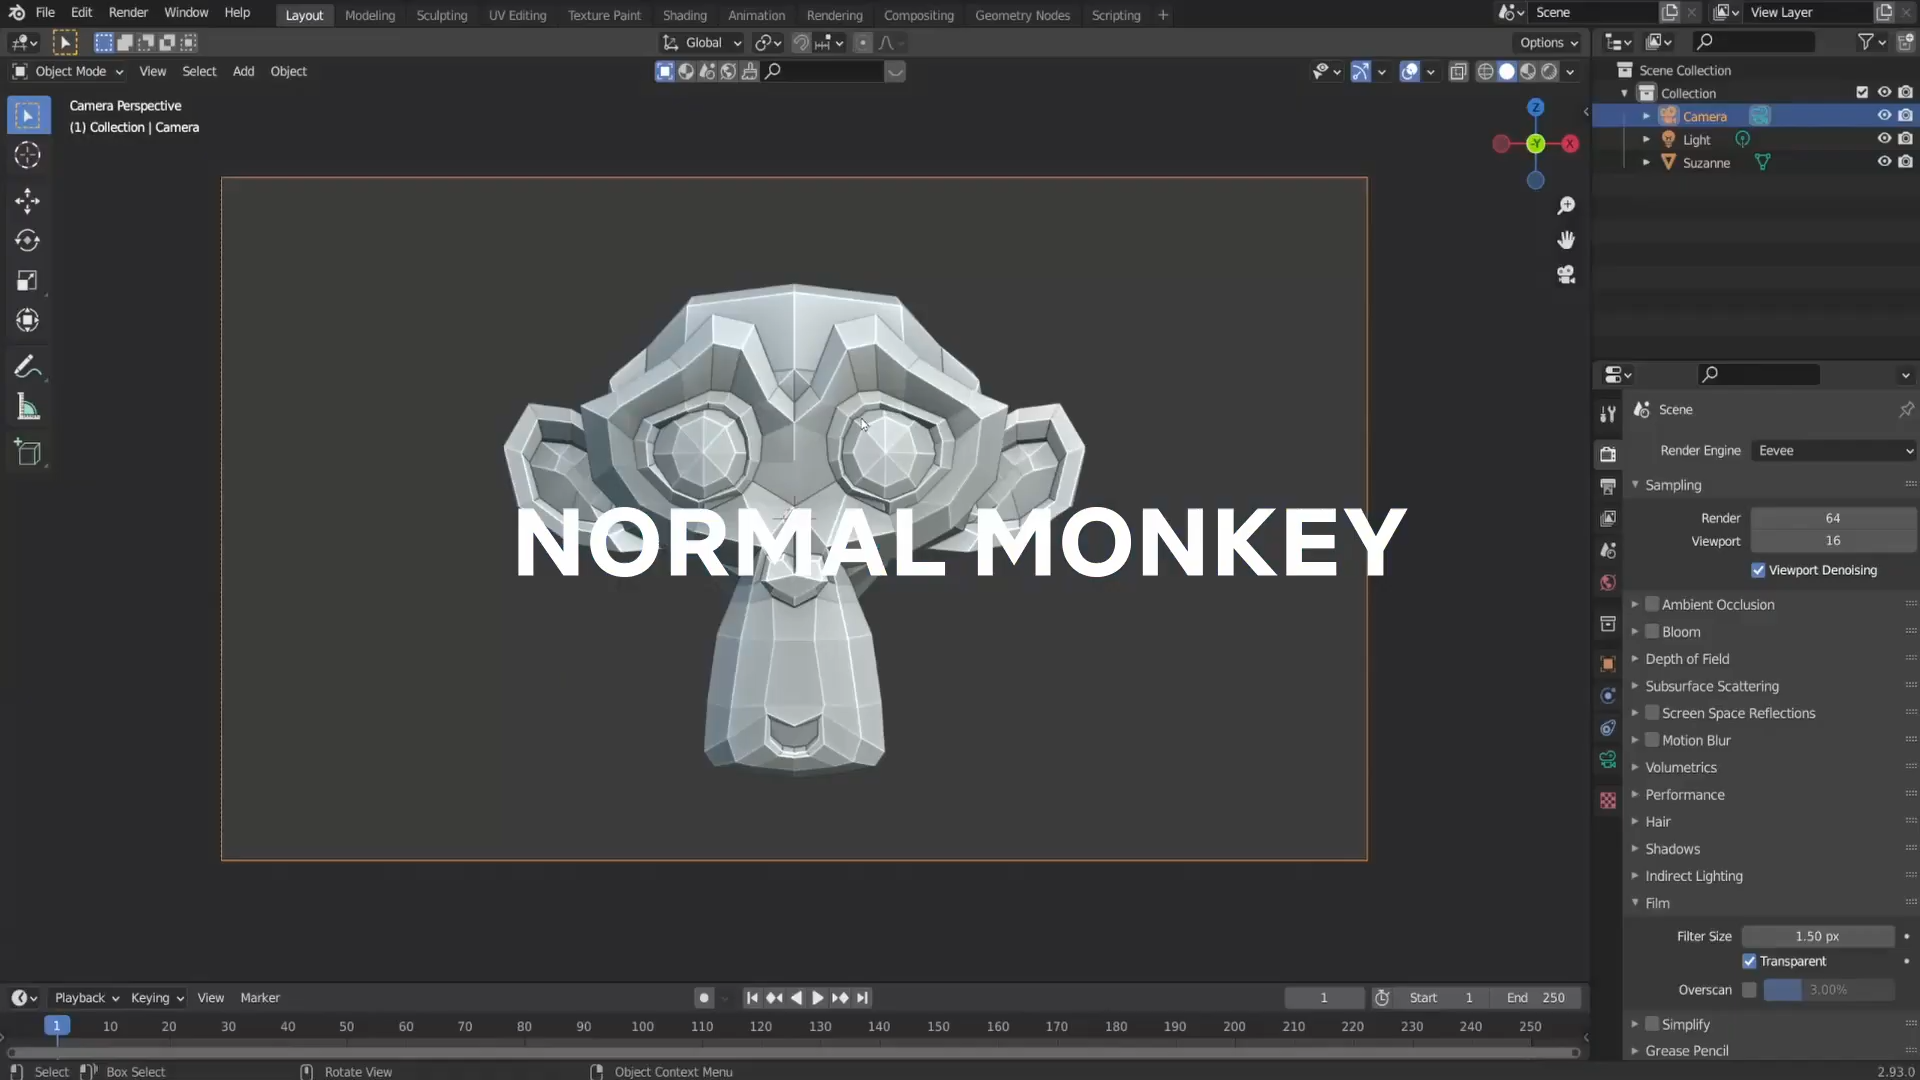 File Edit Render Window Help
Layout Modeling Sculpting UV Editing Texture Paint Shading Animation Rendering Compositing Geometry Nodes Scripting +
Scene
View Layer
Global
Options
Object Mode View Select Add Object
Camera Perspective
(1) Collection | Camera
Z
-Y
X
Scene Collection
Collection
Camera
Light
Suzanne
Scene
Render Engine Eevee
Sampling
Render 64
Viewport 16
Viewport Denoising
Ambient Occlusion
Bloom
Depth of Field
Subsurface Scattering
Screen Space Reflections
Motion Blur
Volumetrics
Performance
Hair
Shadows
Indirect Lighting
Film
Filter Size 1.50 px
Transparent
Overscan 3.00%
Simplify
Grease Pencil
NORMAL MONKEY
Playback Keying View Marker
1 Start 1 End 250
1 10 20 30 40 50 60 70 80 90 100 110 120 130 140 150 160 170 180 190 200 210 220 230 240 250
Select Box Select Rotate View Object Context Menu 2.93.0